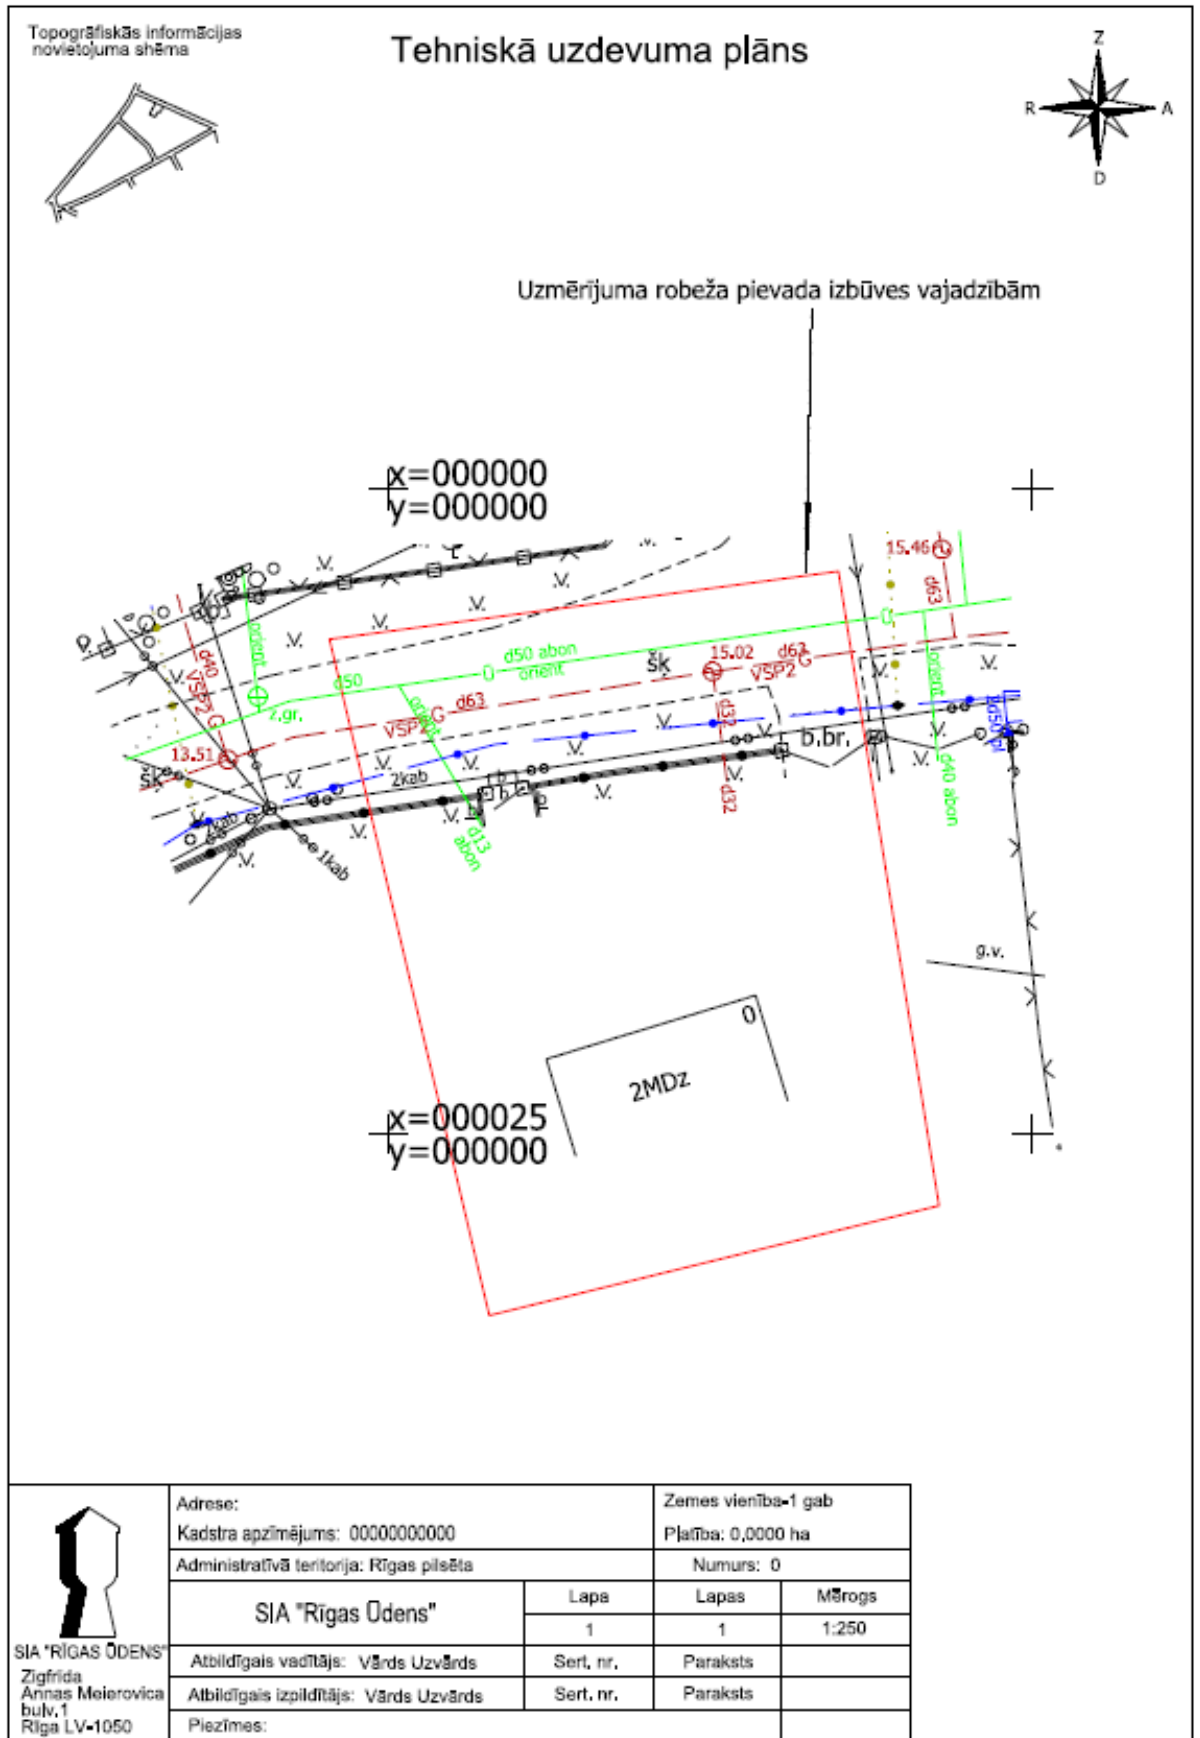 Topogrāfiskās informācijas
novietojuma shēma
Tehniskā uzdevuma plāns
Z
R
A
D
Uzmērījuma robeža pievada izbūves vajadzībām
x=000000
y=000000
15.46
d63
orient
d40
VSP2
G
z.gr.
d50
d50 abon
orient
šķ
15.02
d63
VSP2
G
orient
d63
VSP2
G
13.51
šķ
d32
b.br.
orient
d40 abon
2kab
d32
d13
abon
1kab
g.v.
0
2MDz
x=000025
y=000000
SIA "RĪGAS ŪDENS"
Zigfrīda
Annas Meierovica
bulv.1
Rīga LV-1050
Adrese:
Zemes vienība-1 gab
Kadstra apzīmējums: 00000000000
Platība: 0,0000 ha
Administratīvā teritorija: Rīgas pilsēta
Numurs: 0
SIA "Rīgas Ūdens"
Lapa
Lapas
Mērogs
1
1
1:250
Atbildīgais vadītājs: Vārds Uzvārds
Sert. nr.
Paraksts
Atbildīgais izpildītājs: Vārds Uzvārds
Sert. nr.
Paraksts
Piezīmes: